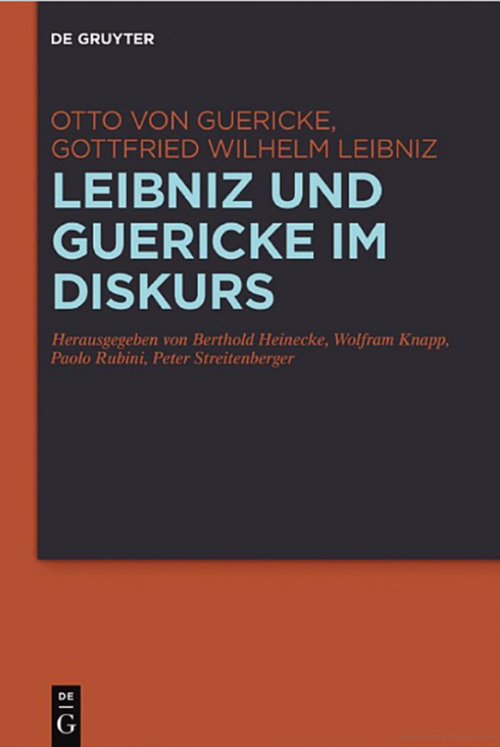 DE GRUYTER
OTTO VON GUERICKE,
GOTTFRIED WILHELM LEIBNIZ
LEIBNIZ UND
GUERICKE IM
DISKURS
Herausgegeben von Berthold Heinecke, Wolfram Knapp,
Paolo Rubini, Peter Streitenberger
DE
G